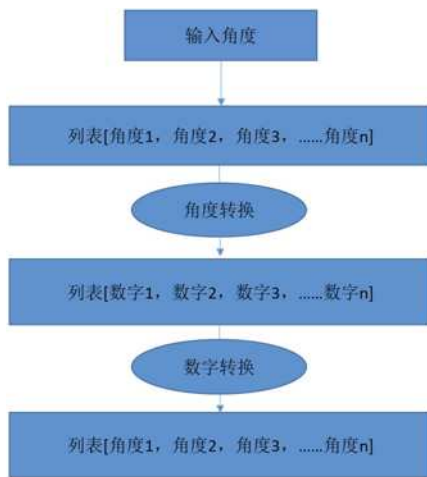 输入角度
列表[角度1，角度2，角度3，……角度n]
角度转换
列表[数字1，数字2，数字3，……数字n]
数字转换
列表[角度1，角度2，角度3，……角度n]